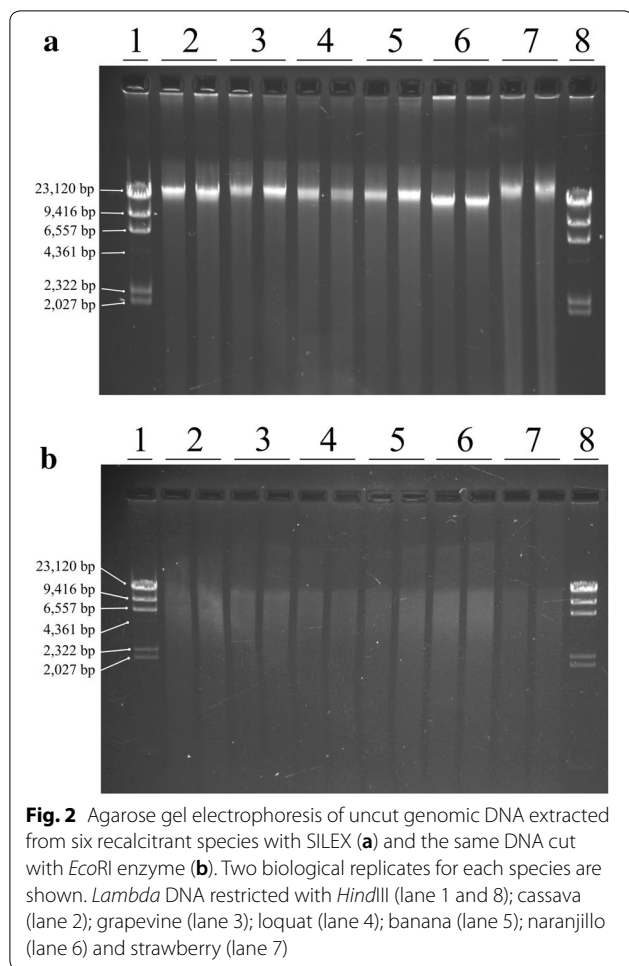 a
1 2 3 4 5 6 7 8
23,120 bp
9,416 bp
6,557 bp
4,361 bp
2,322 bp
2,027 bp
b
1 2 3 4 5 6 7 8
23,120 bp
9,416 bp
6,557 bp
4,361 bp
2,322 bp
2,027 bp
Fig. 2 Agarose gel electrophoresis of uncut genomic DNA extracted
from six recalcitrant species with SILEX (a) and the same DNA cut
with EcoRI enzyme (b). Two biological replicates for each species are
shown. Lambda DNA restricted with HindIII (lane 1 and 8); cassava
(lane 2); grapevine (lane 3); loquat (lane 4); banana (lane 5); naranjillo
(lane 6) and strawberry (lane 7)